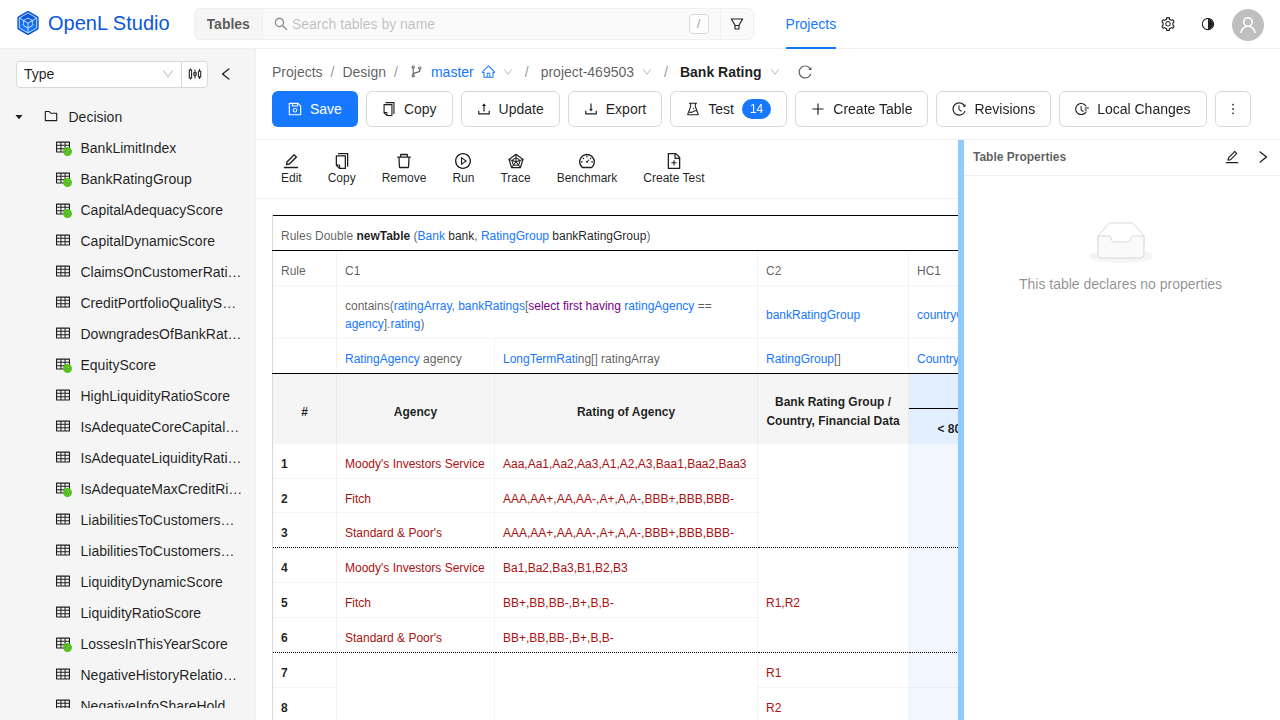 OpenL Studio
Tables
Search tables by name
/
Projects
Type
Projects / Design / master / project-469503 / Bank Rating
Save
Copy
Update
Export
Test 14
Create Table
Revisions
Local Changes
Decision
BankLimitIndex
BankRatingGroup
CapitalAdequacyScore
CapitalDynamicScore
ClaimsOnCustomerRati…
CreditPortfolioQualityS…
DowngradesOfBankRat…
EquityScore
HighLiquidityRatioScore
IsAdequateCoreCapital…
IsAdequateLiquidityRati…
IsAdequateMaxCreditRi…
LiabilitiesToCustomers…
LiabilitiesToCustomers…
LiquidityDynamicScore
LiquidityRatioScore
LossesInThisYearScore
NegativeHistoryRelatio…
NegativeInfoShareHold
Edit
Copy
Remove
Run
Trace
Benchmark
Create Test
Rules Double newTable (Bank bank, RatingGroup bankRatingGroup)
Rule C1 C2 HC1
contains(ratingArray, bankRatings[select first having ratingAgency ==
agency].rating)
bankRatingGroup
RatingAgency agency LongTermRating[] ratingArray RatingGroup[] Country
# Agency Rating of Agency
Bank Rating Group /
Country, Financial Data
< 80
1 Moody's Investors Service Aaa,Aa1,Aa2,Aa3,A1,A2,A3,Baa1,Baa2,Baa3
2 Fitch AAA,AA+,AA,AA-,A+,A,A-,BBB+,BBB,BBB-
3 Standard & Poor's AAA,AA+,AA,AA-,A+,A,A-,BBB+,BBB,BBB-
4 Moody's Investors Service Ba1,Ba2,Ba3,B1,B2,B3
5 Fitch BB+,BB,BB-,B+,B,B- R1,R2
6 Standard & Poor's BB+,BB,BB-,B+,B,B-
7 R1
8 R2
Table Properties
This table declares no properties